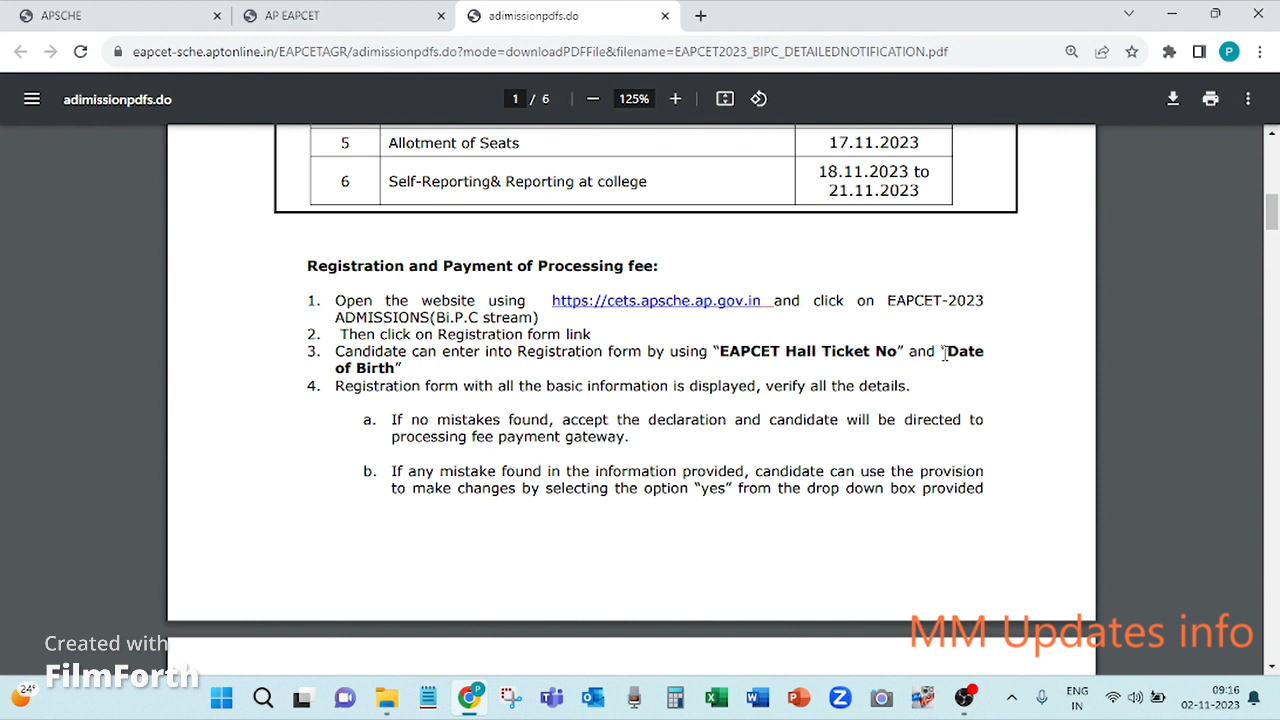 APSCHE
AP EAPCET
adimissionpdfs.do
eapcet-sche.aptonline.in/EAPCETAGR/adimissionpdfs.do?mode=downloadPDFFile&filename=EAPCET2023_BIPC_DETAILEDNOTIFICATION.pdf
P
adimissionpdfs.do
1 / 6
125%
5 Allotment of Seats 17.11.2023
6 Self-Reporting& Reporting at college 18.11.2023 to
21.11.2023
Registration and Payment of Processing fee:
1. Open the website using https://cets.apsche.ap.gov.in and click on EAPCET-2023
ADMISSIONS(Bi.P.C stream)
2. Then click on Registration form link
3. Candidate can enter into Registration form by using “EAPCET Hall Ticket No” and “Date
of Birth”
4. Registration form with all the basic information is displayed, verify all the details.
a. If no mistakes found, accept the declaration and candidate will be directed to
processing fee payment gateway.
b. If any mistake found in the information provided, candidate can use the provision
to make changes by selecting the option “yes” from the drop down box provided
MM Updates info
Created with
FilmForth
24°
ENG
IN
09:16
02-11-2023